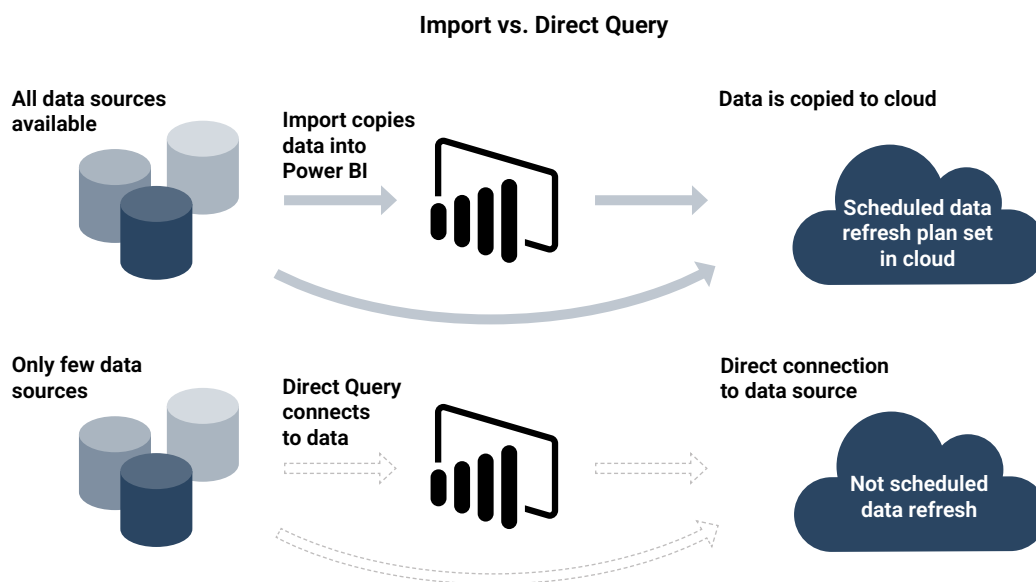 Import vs. Direct Query
All data sources
available
Import copies
data into
Power BI
Data is copied to cloud
Scheduled data
refresh plan set
in cloud
Only few data
sources
Direct Query
connects
to data
Direct connection
to data source
Not scheduled
data refresh